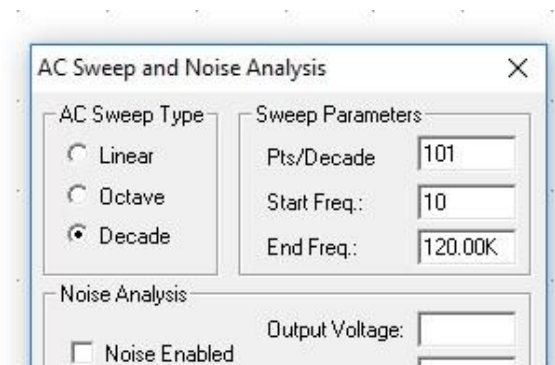 AC Sweep and Noise Analysis
AC Sweep Type
Linear
Octave
Decade
Sweep Parameters
Pts/Decade 101
Start Freq.: 10
End Freq.: 120.00K
Noise Analysis
Noise Enabled
Output Voltage: